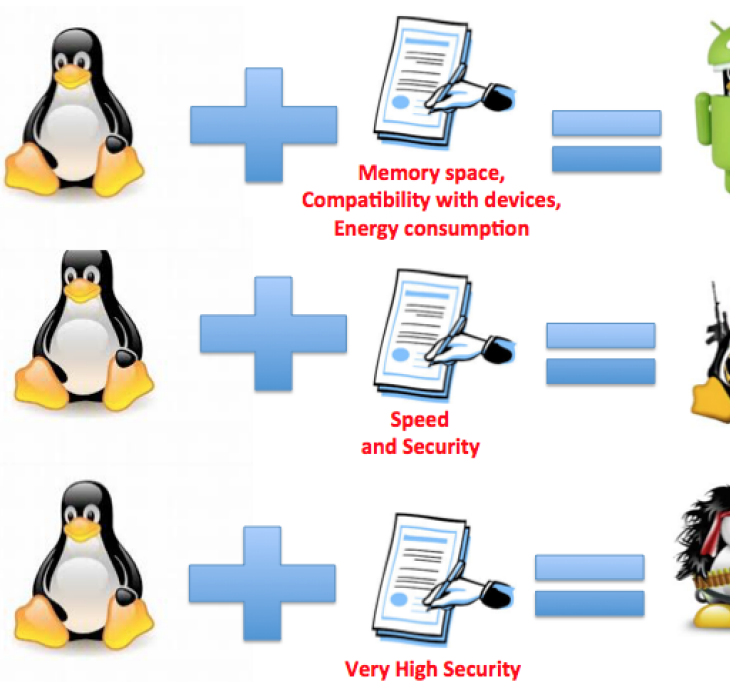 Memory space,
Compatibility with devices,
Energy consumption
Speed
and Security
Very High Security